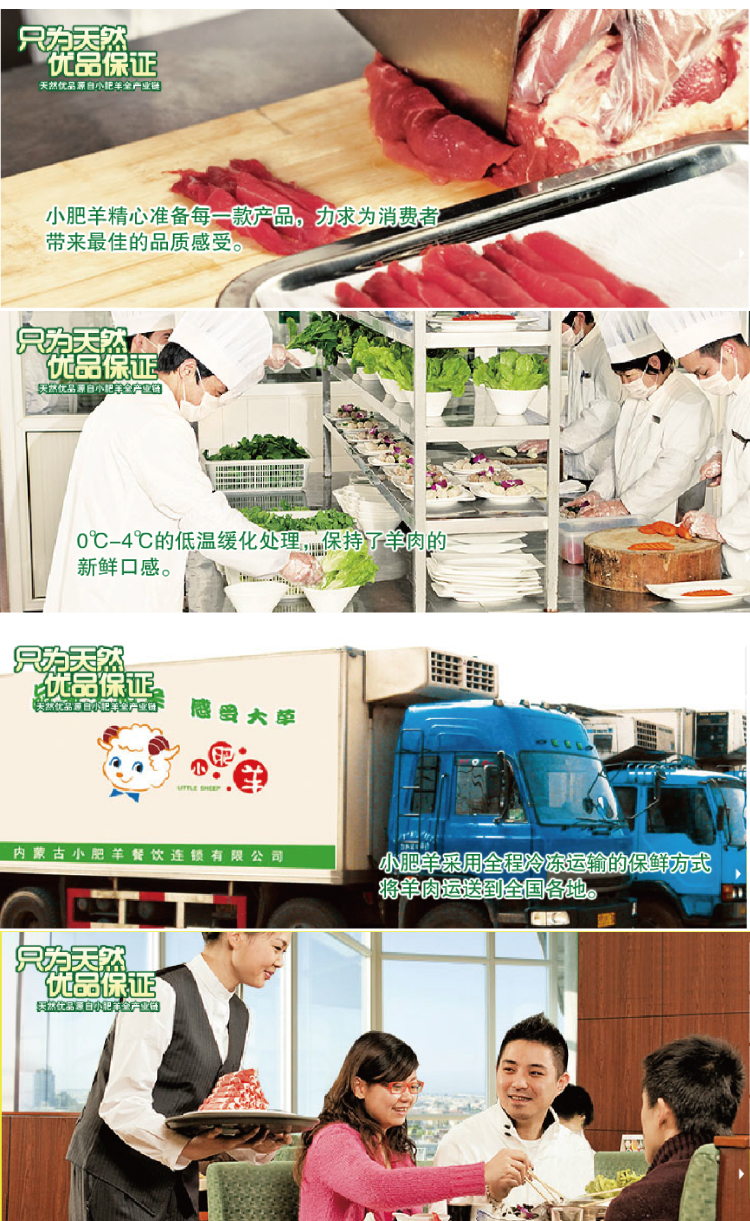 只为天然
优品保证
天然优品源自小肥羊全产业链
小肥羊精心准备每一款产品，力求为消费者
带来最佳的品质感受。
只为天然
优品保证
天然优品源自小肥羊全产业链
0℃-4℃的低温缓化处理，保持了羊肉的
新鲜口感。
只为天然
优品保证
天然优品源自小肥羊全产业链
感受大草
小肥羊
LITTLE SHEEP
内蒙古小肥羊餐饮连锁有限公司
小肥羊采用全程冷冻运输的保鲜方式
将羊肉运送到全国各地。
只为天然
优品保证
天然优品源自小肥羊全产业链